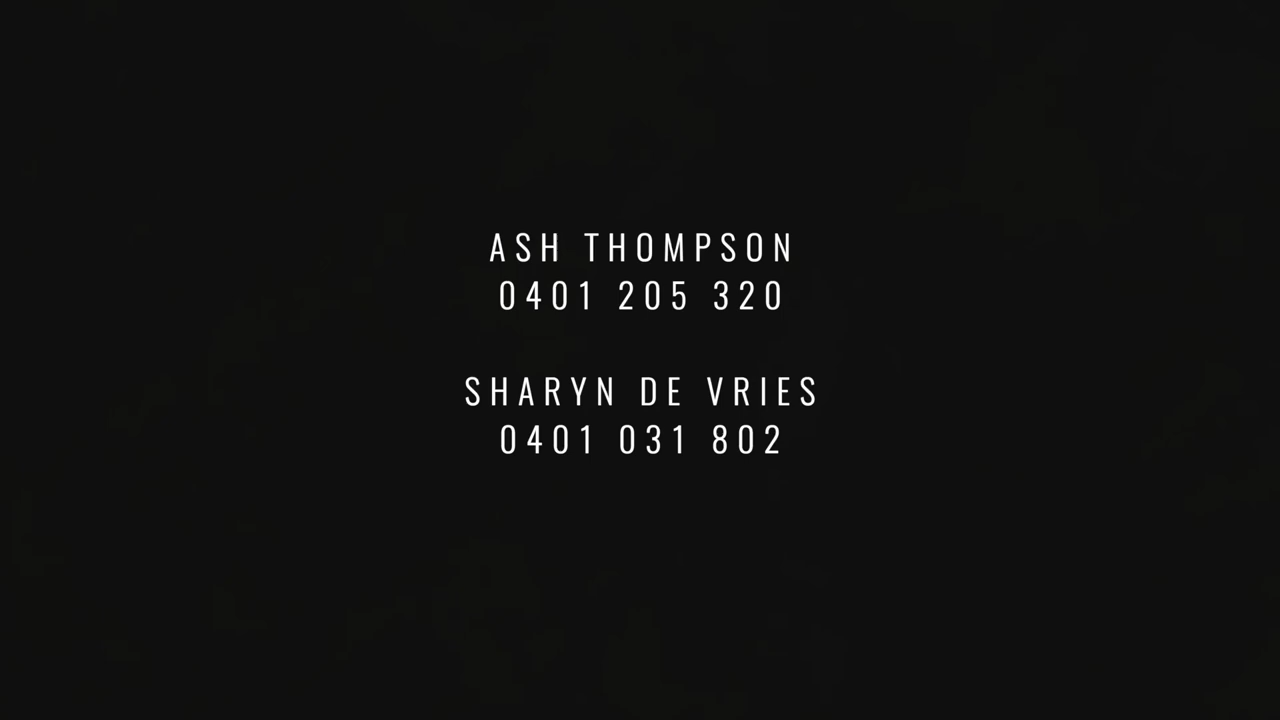 ASH THOMPSON
0401 205 320
SHARYN DE VRIES
0401 031 802